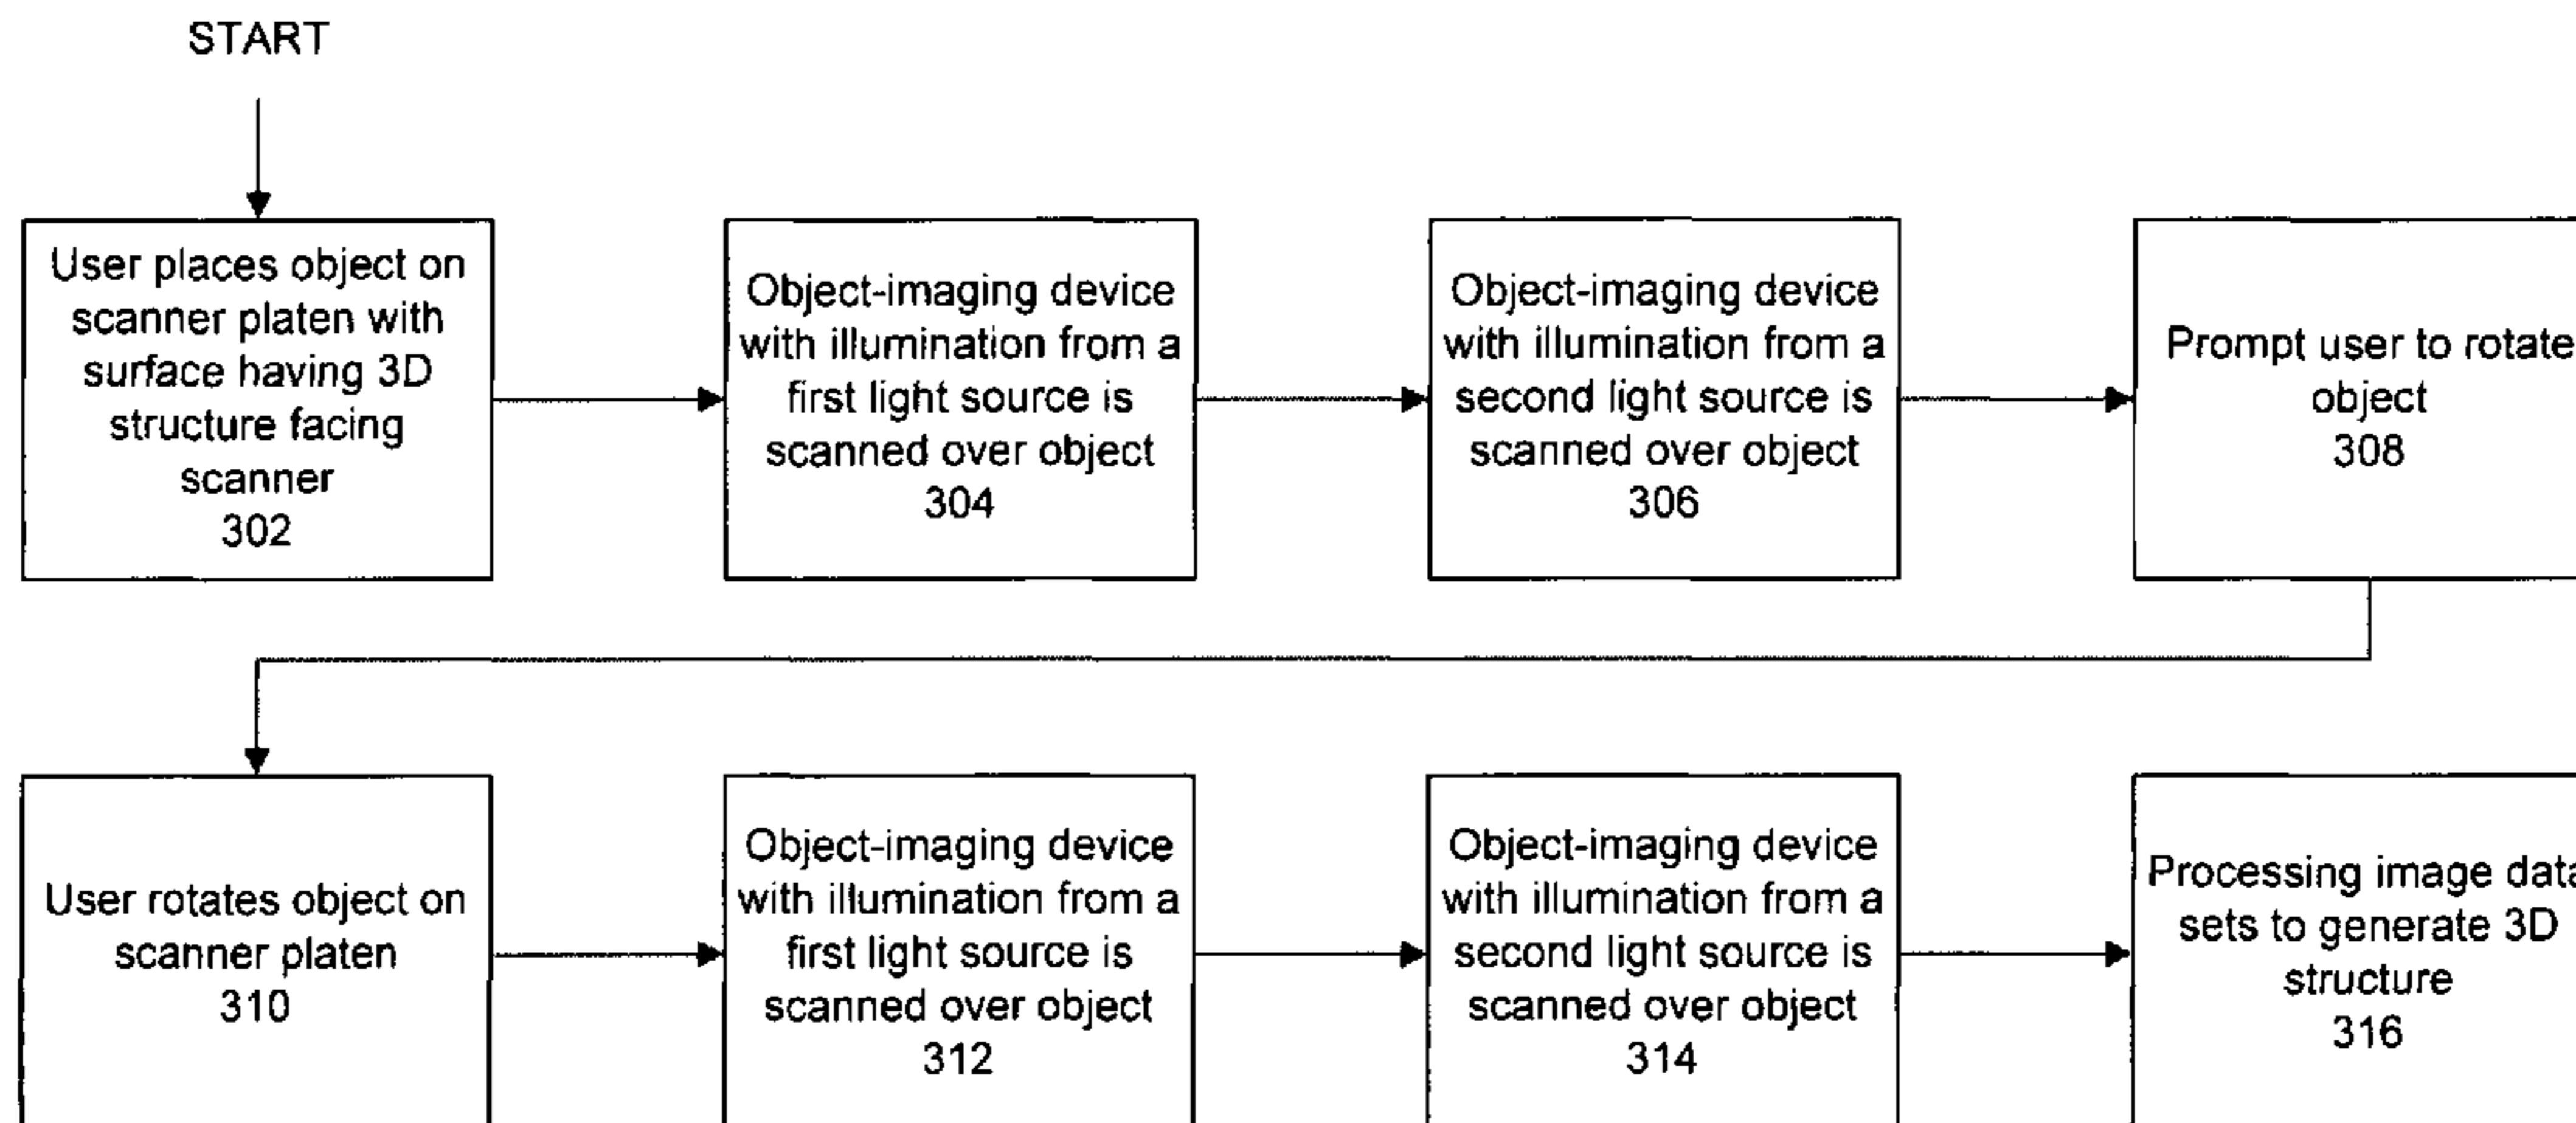 START
User places object on
scanner platen with
surface having 3D
structure facing
scanner
302
Object-imaging device
with illumination from a
first light source is
scanned over object
304
Object-imaging device
with illumination from a
second light source is
scanned over object
306
Prompt user to rotate
object
308
User rotates object on
scanner platen
310
Object-imaging device
with illumination from a
first light source is
scanned over object
312
Object-imaging device
with illumination from a
second light source is
scanned over object
314
Processing image data
sets to generate 3D
structure
316